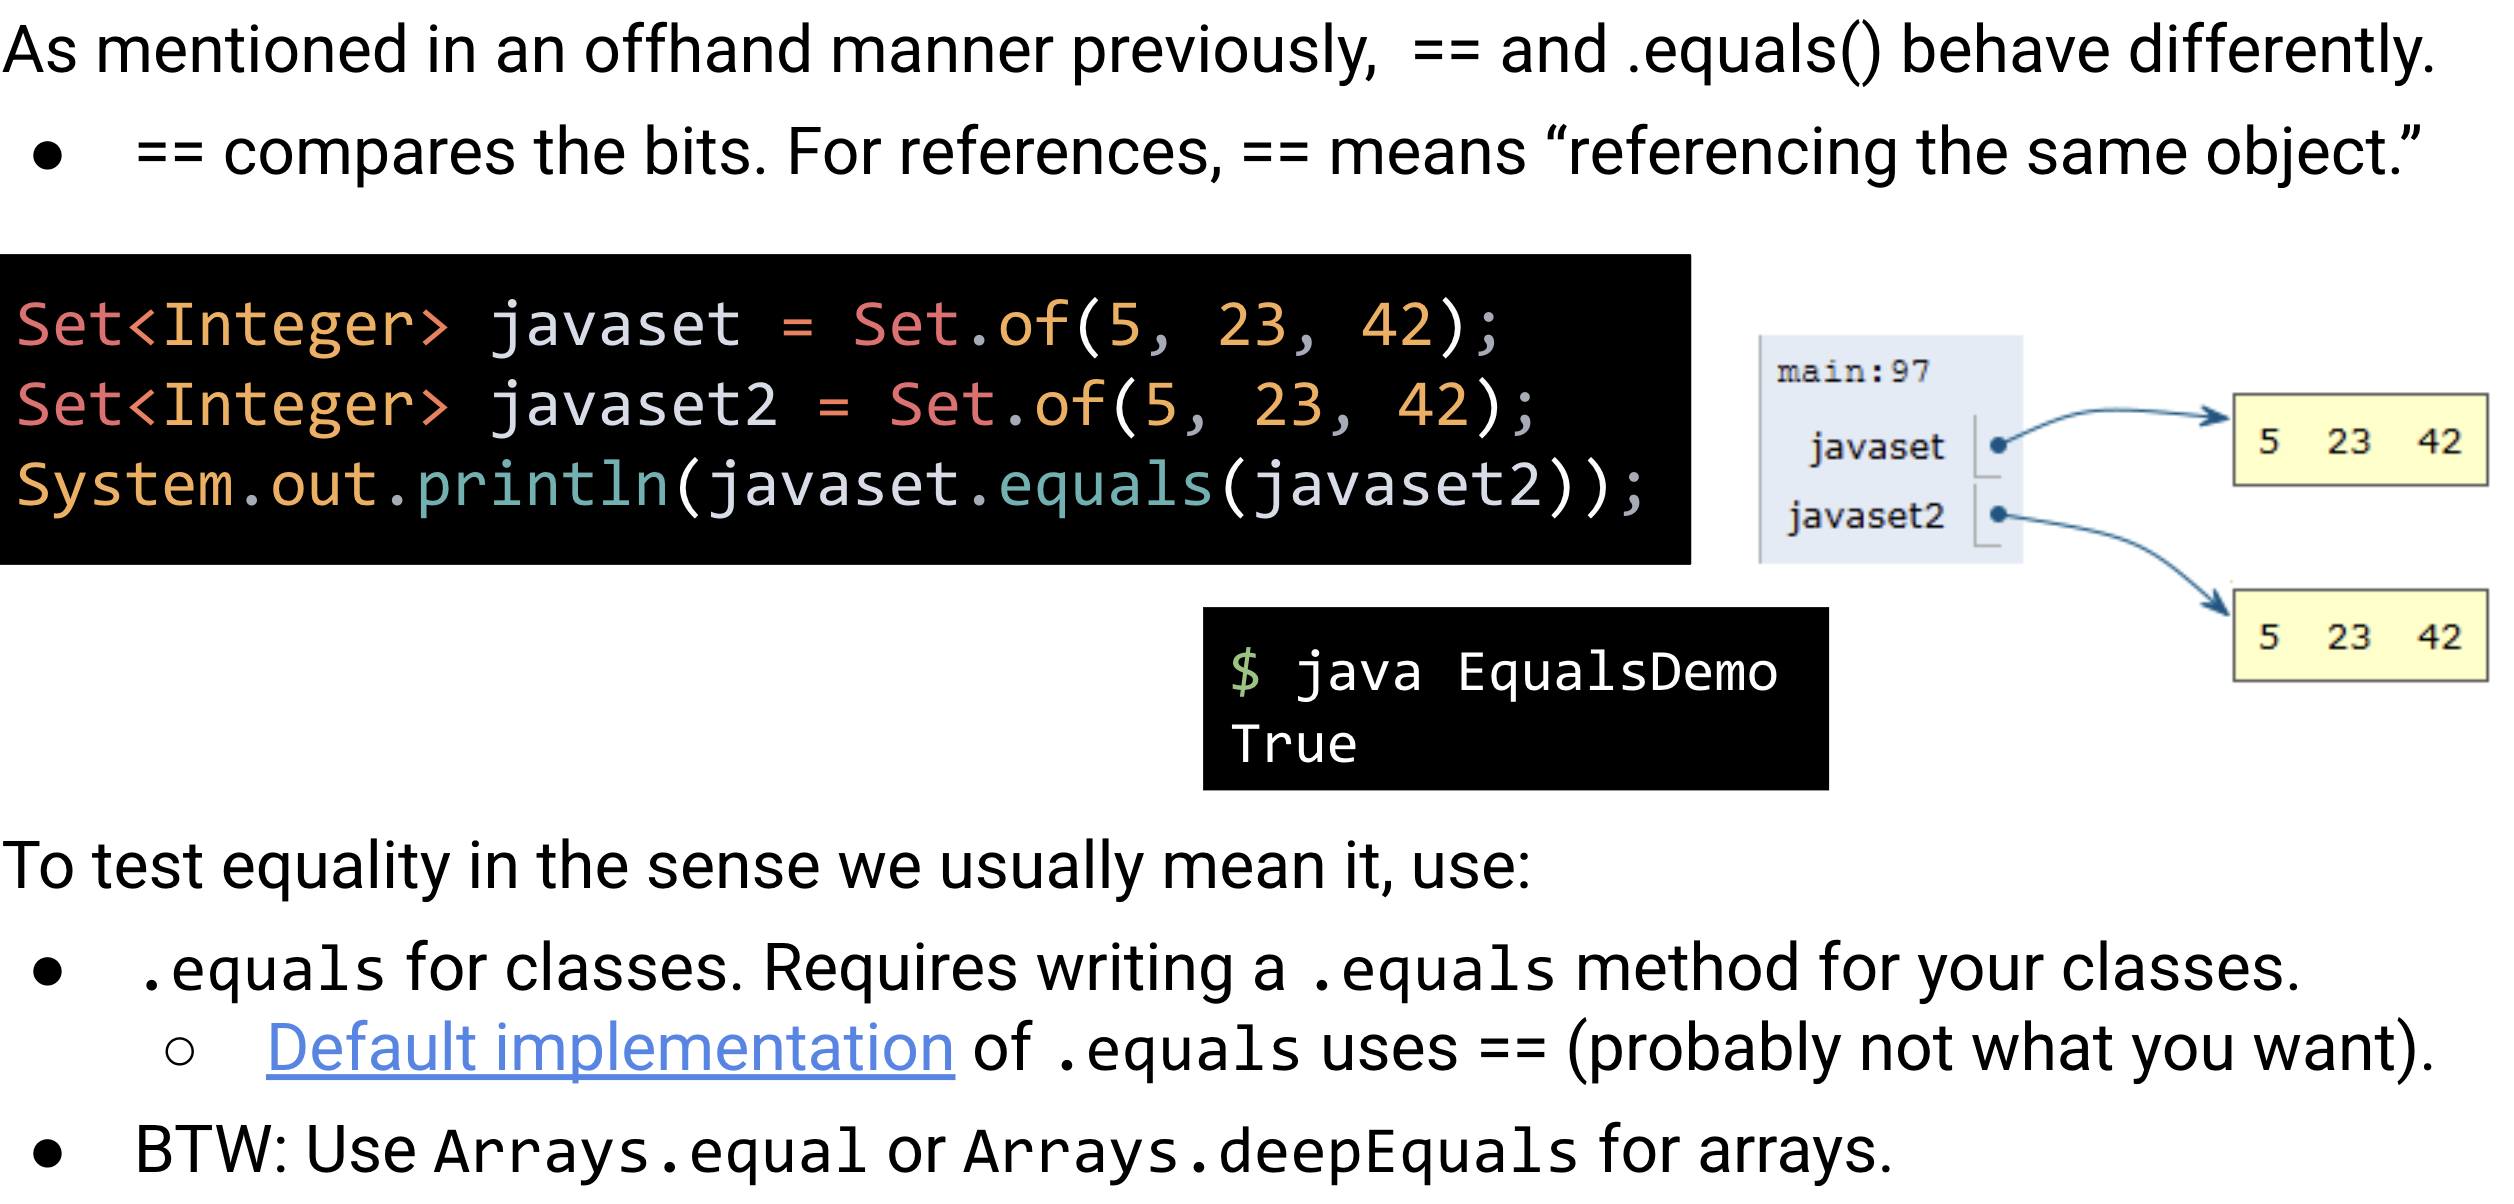 As mentioned in an offhand manner previously, == and .equals() behave differently.
● == compares the bits. For references, == means “referencing the same object.”
Set<Integer> javaset = Set.of(5, 23, 42);
Set<Integer> javaset2 = Set.of(5, 23, 42);
System.out.println(javaset.equals(javaset2));
main:97
javaset
javaset2
5 23 42
5 23 42
$ java EqualsDemo
True
To test equality in the sense we usually mean it, use:
● .equals for classes. Requires writing a .equals method for your classes.
○ Default implementation of .equals uses == (probably not what you want).
● BTW: Use Arrays.equal or Arrays.deepEquals for arrays.